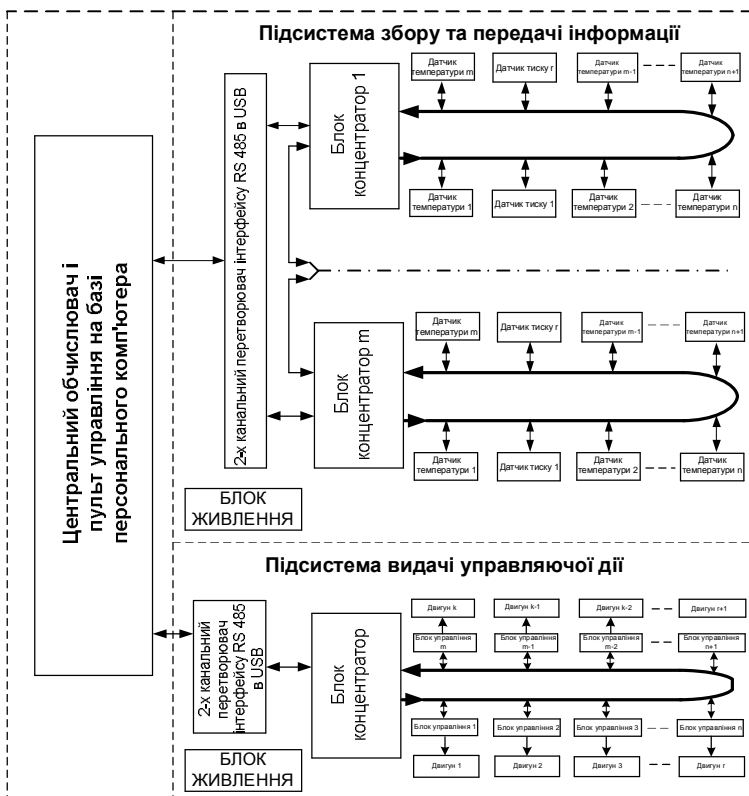 Підсистема збору та передачі інформації
Центральний обчислювач і
пульт управління на базі
персонального комп'ютера
2-х канальний перетворювач інтерфейсу RS 485 в USB
Блок
концентратор 1
Датчик
температури m
Датчик тиску r
Датчик
температури m-1
Датчик
температури n+1
Датчик
температури 1
Датчик тиску 1
Датчик
температури 2
Датчик
температури n
Блок
концентратор m
Датчик
температури m
Датчик тиску r
Датчик
температури m-1
Датчик
температури n+1
Датчик
температури 1
Датчик тиску 1
Датчик
температури 2
Датчик
температури n
БЛОК
ЖИВЛЕННЯ
Підсистема видачі управляючої дії
2-х канальний
перетворювач
інтерфейсу RS 485
в USB
Блок
концентратор
Двигун k
Двигун k-1
Двигун k-2
Двигун r+1
Блок управління
m
Блок управління
m-1
Блок управління
m-2
Блок управління
n+1
Блок управління 1
Блок управління 2
Блок управління 3
Блок управління n
Двигун 1
Двигун 2
Двигун 3
Двигун r
БЛОК
ЖИВЛЕННЯ